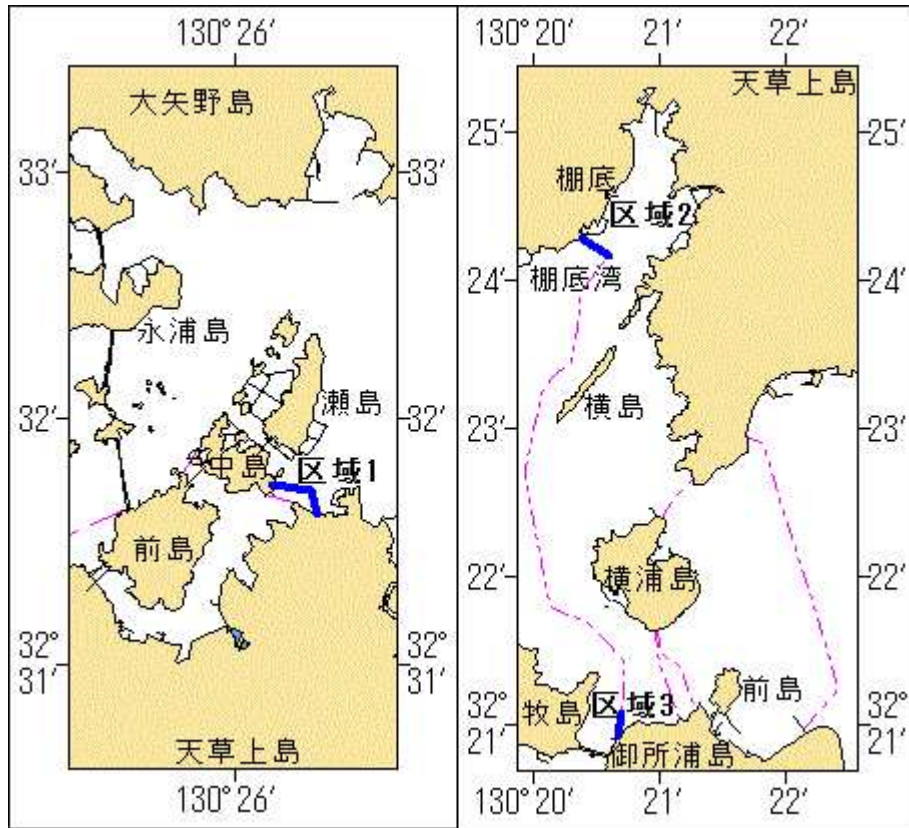 130° 26′
大矢野島
33′
33′
永浦島
32′
32′
瀬島
中島
区域1
前島
32°
31′
32°
31′
天草上島
130° 26′
130° 20′
21′
22′
天草上島
25′
25′
棚底
区域2
24′
24′
棚底湾
横島
23′
23′
22′
22′
横浦島
前島
牧島
区域3
32°
21′
32°
21′
御所浦島
130° 20′
21′
22′